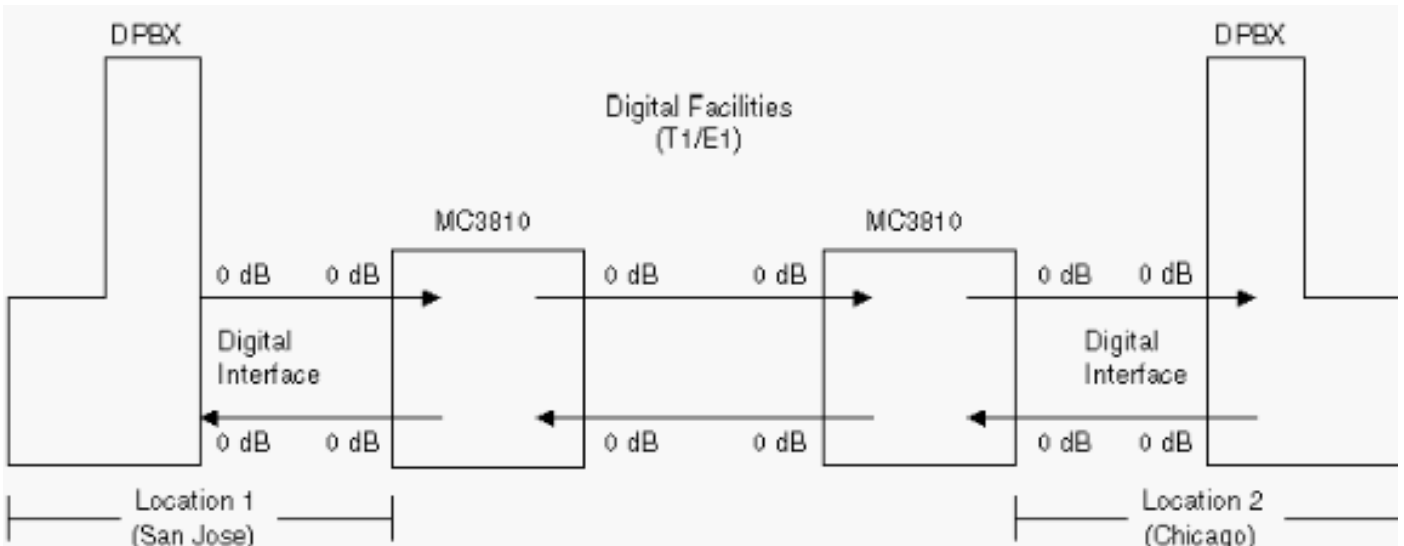 DPBX
DPBX
Digital Facilities
(T1/E1)
MC3810
MC3810
0 dB 0 dB 0 dB 0 dB 0 dB 0 dB
Digital
Interface
Digital
Interface
0 dB 0 dB 0 dB 0 dB 0 dB 0 dB
Location 1
(San Jose)
Location 2
(Chicago)